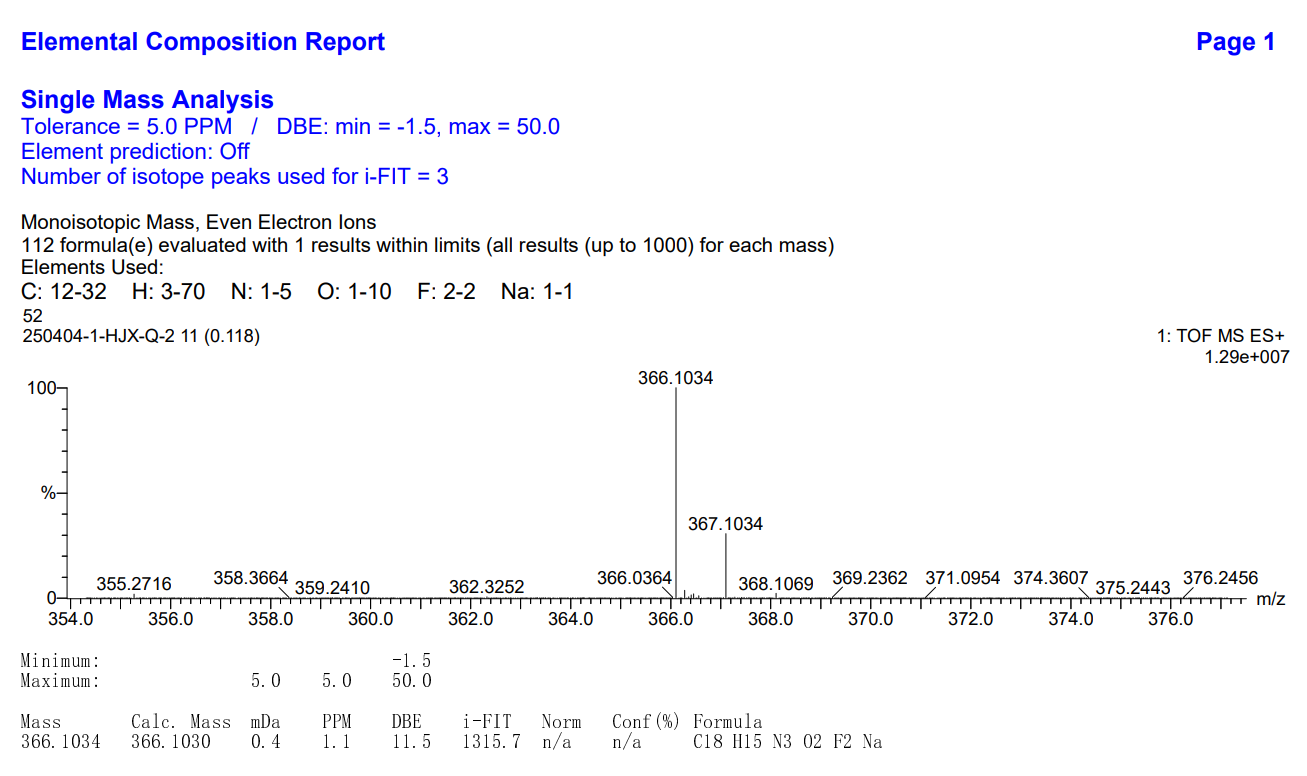 Elemental Composition Report Page 1
Single Mass Analysis
Tolerance = 5.0 PPM / DBE: min = -1.5, max = 50.0
Element prediction: Off
Number of isotope peaks used for i-FIT = 3
Monoisotopic Mass, Even Electron Ions
112 formula(e) evaluated with 1 results within limits (all results (up to 1000) for each mass)
Elements Used:
C: 12-32 H: 3-70 N: 1-5 O: 1-10 F: 2-2 Na: 1-1
52
250404-1-HJX-Q-2 11 (0.118) 1: TOF MS ES+
1.29e+007
366.1034
100
%
367.1034
355.2716 358.3664 359.2410 362.3252 366.0364 368.1069 369.2362 371.0954 374.3607 375.2443 376.2456
0
m/z
354.0 356.0 358.0 360.0 362.0 364.0 366.0 368.0 370.0 372.0 374.0 376.0
Minimum: -1.5
Maximum: 5.0 5.0 50.0
Mass Calc. Mass mDa PPM DBE i-FIT Norm Conf(%) Formula
366.1034 366.1030 0.4 1.1 11.5 1315.7 n/a n/a C18 H15 N3 O2 F2 Na